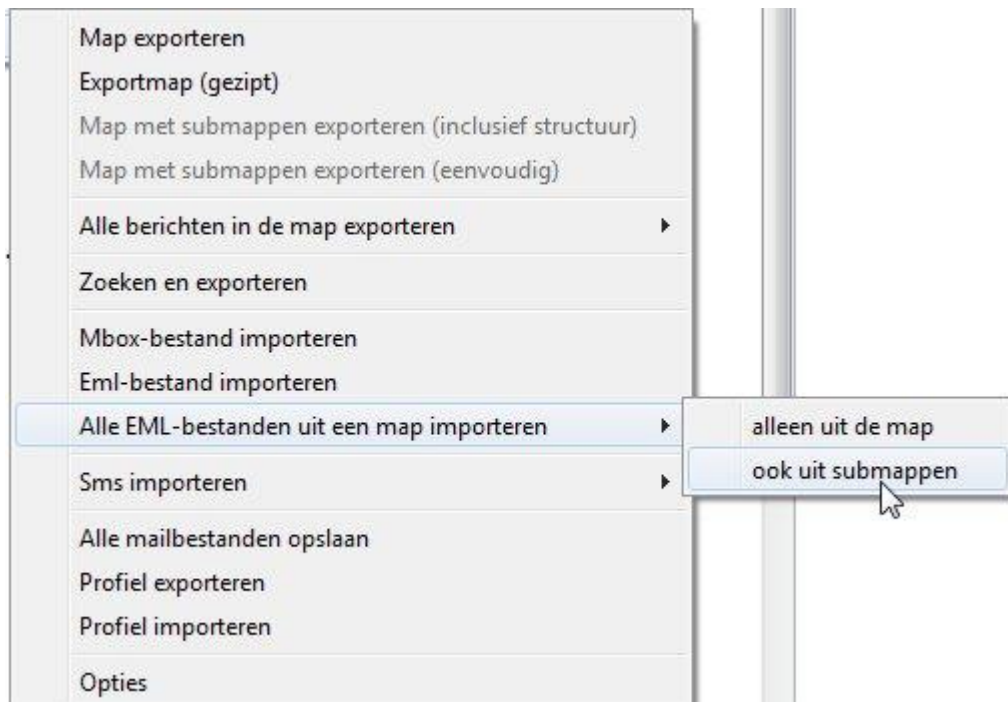 Map exporteren
Exportmap (gezipt)
Map met submappen exporteren (inclusief structuur)
Map met submappen exporteren (eenvoudig)
Alle berichten in de map exporteren
Zoeken en exporteren
Mbox-bestand importeren
Eml-bestand importeren
Alle EML-bestanden uit een map importeren
alleen uit de map
ook uit submappen
Sms importeren
Alle mailbestanden opslaan
Profiel exporteren
Profiel importeren
Opties